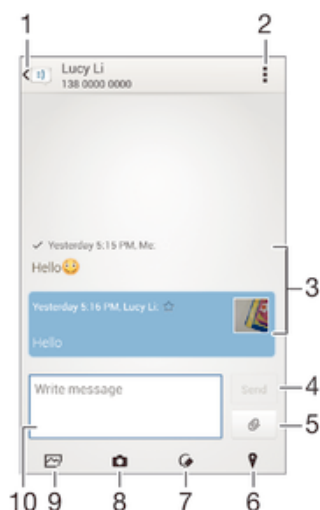 1
2
Lucy Li
138 0000 0000
Yesterday 5:15 PM, Me:
Hello😳
3
Yesterday 5:16 PM, Lucy Li:
Hello
Write message
Send
4
5
10
9
8
7
6